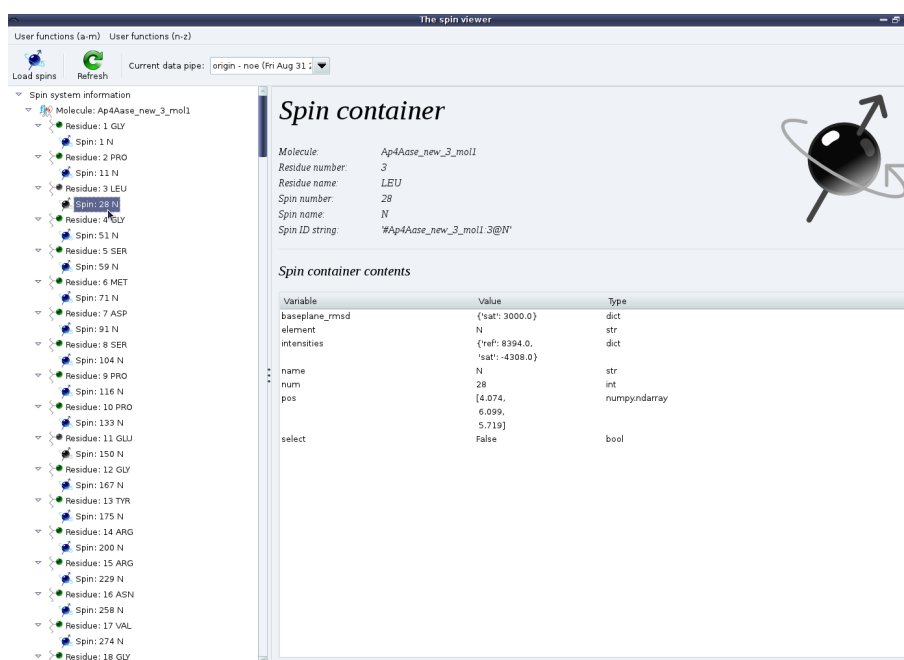 The spin viewer
User functions (a-m) User functions (n-z)
Load spins Refresh Current data pipe: origin - noe (Fri Aug 31
Spin system information
Molecule: Ap4Aase_new_3_mol1
Residue: 1 GLY
Spin: 1 N
Residue: 2 PRO
Spin: 11 N
Residue: 3 LEU
Spin: 28 N
Residue: 4 GLY
Spin: 51 N
Residue: 5 SER
Spin: 59 N
Residue: 6 MET
Spin: 71 N
Residue: 7 ASP
Spin: 91 N
Residue: 8 SER
Spin: 104 N
Residue: 9 PRO
Spin: 116 N
Residue: 10 PRO
Spin: 133 N
Residue: 11 GLU
Spin: 150 N
Residue: 12 GLY
Spin: 167 N
Residue: 13 TYR
Spin: 175 N
Residue: 14 ARG
Spin: 200 N
Residue: 15 ARG
Spin: 229 N
Residue: 16 ASN
Spin: 258 N
Residue: 17 VAL
Spin: 274 N
Residue: 18 GLY
Spin container
Molecule: Ap4Aase_new_3_mol1
Residue number: 3
Residue name: LEU
Spin number: 28
Spin name: N
Spin ID string: '#Ap4Aase_new_3_mol1:3@N'
Spin container contents
Variable Value Type
baseplane_rmsd {'sat': 3000.0} dict
element N str
intensities {'ref': 8394.0, dict
'sat': -4308.0}
name N str
num 28 int
pos [4.074, numpy.ndarray
6.099,
5.719]
select False bool